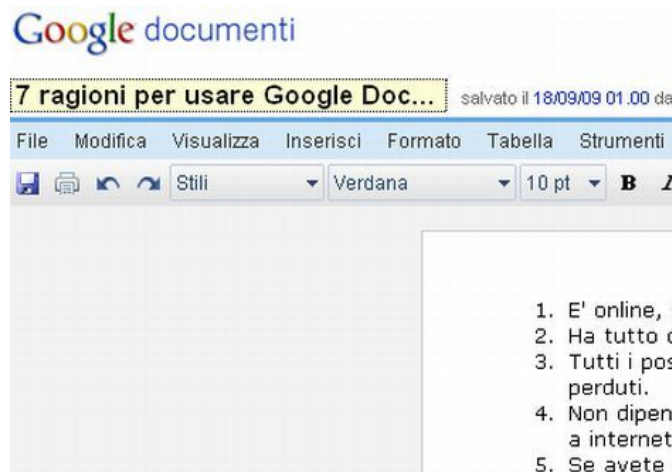 Google documenti
7 ragioni per usare Google Doc...
salvato il 18/09/09 01.00 da
File Modifica Visualizza Inserisci Formato Tabella Strumenti
Stili Verdana 10 pt B I
1. E' online,
2. Ha tutto
3. Tutti i pos
perduti.
4. Non dipen
a internet
5. Se avete